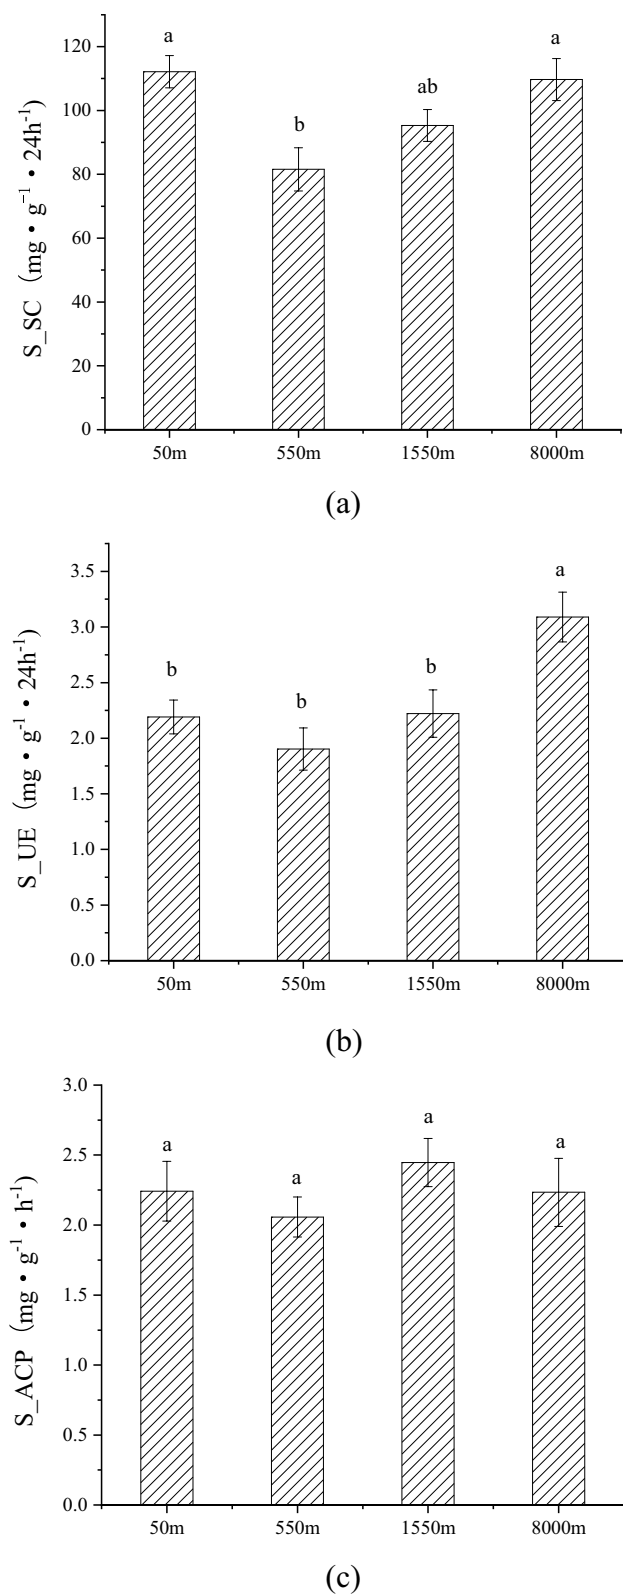 120
100
80
60
40
20
0
S_SC (mg•g⁻¹•24h⁻¹)
a
b
ab
a
50m 550m 1550m 8000m
(a)
3.5
3.0
2.5
2.0
1.5
1.0
0.5
0.0
S_UE (mg•g⁻¹•24h⁻¹)
b
b
b
a
50m 550m 1550m 8000m
(b)
3.0
2.5
2.0
1.5
1.0
0.5
0.0
S_ACP (mg•g⁻¹•h⁻¹)
a
a
a
a
50m 550m 1550m 8000m
(c)